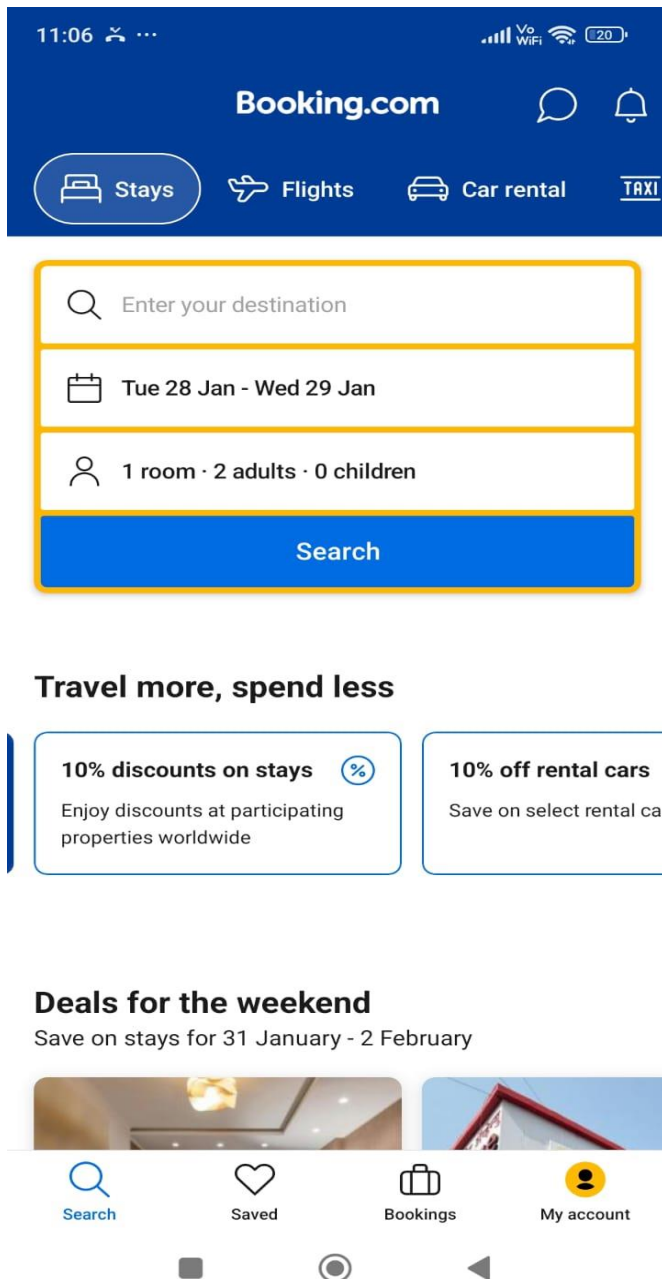 11:06 ...
Vo WiFi 20
Booking.com
Stays Flights Car rental TAXI
Enter your destination
Tue 28 Jan - Wed 29 Jan
1 room · 2 adults · 0 children
Search
Travel more, spend less
10% discounts on stays %
Enjoy discounts at participating
properties worldwide
10% off rental cars
Save on select rental ca
Deals for the weekend
Save on stays for 31 January - 2 February
Search Saved Bookings My account